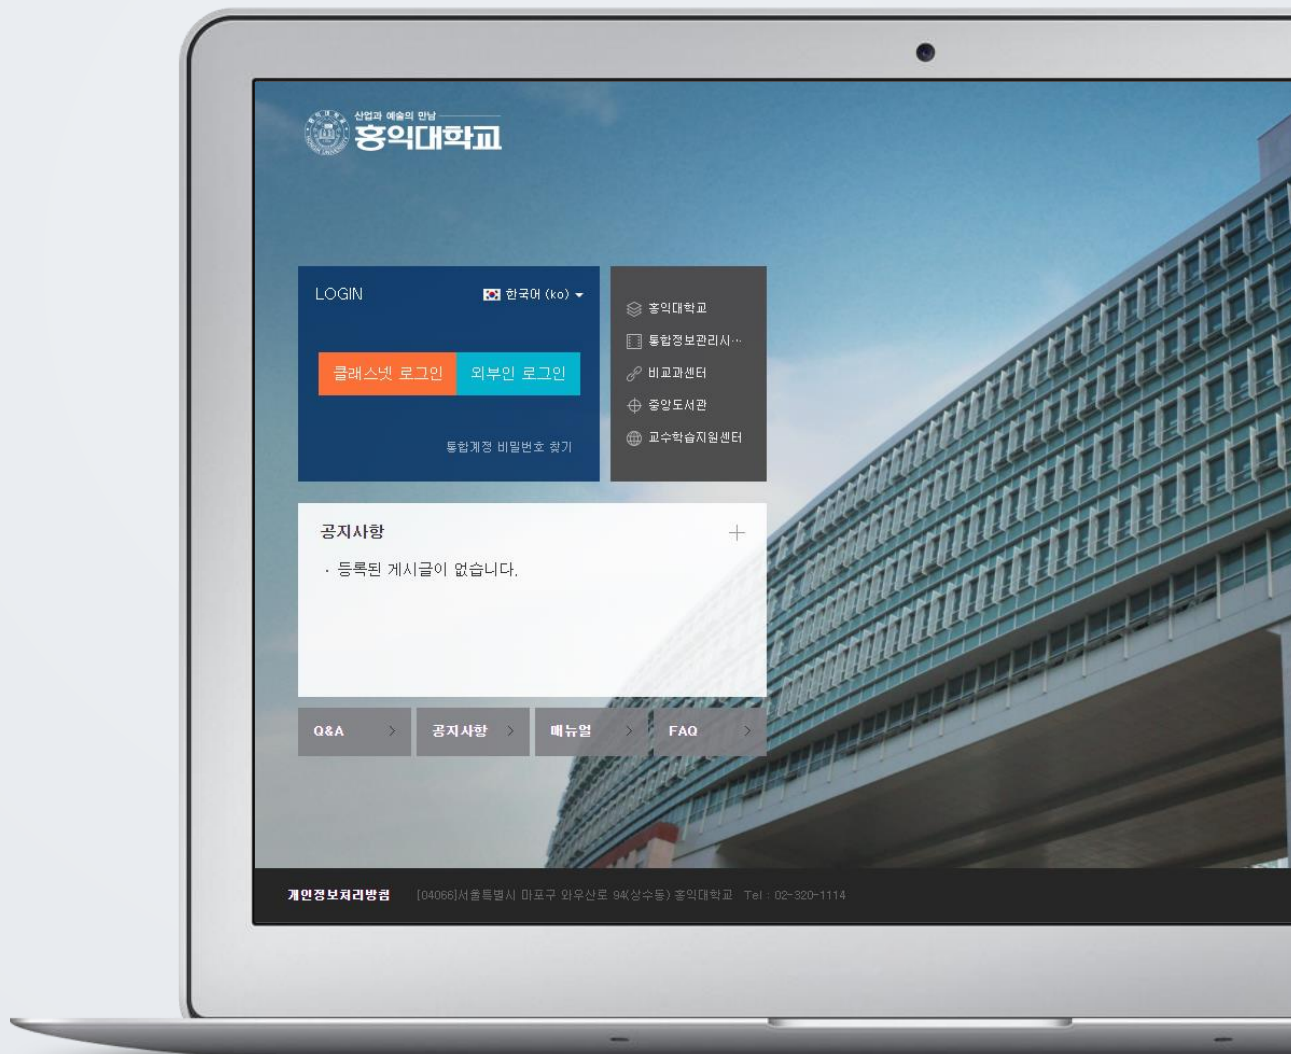 산업과 예술의 만남
홍익대학교
LOGIN
한국어 (ko)
클래스넷 로그인
외부인 로그인
통합계정 비밀번호 찾기
홍익대학교
통합정보관리시…
비교과센터
중앙도서관
교수학습지원센터
공지사항
· 등록된 게시글이 없습니다.
Q&A
공지사항
매뉴얼
FAQ
개인정보처리방침 [04066]서울특별시 마포구 와우산로 94(상수동) 홍익대학교 Tel : 02-320-1114